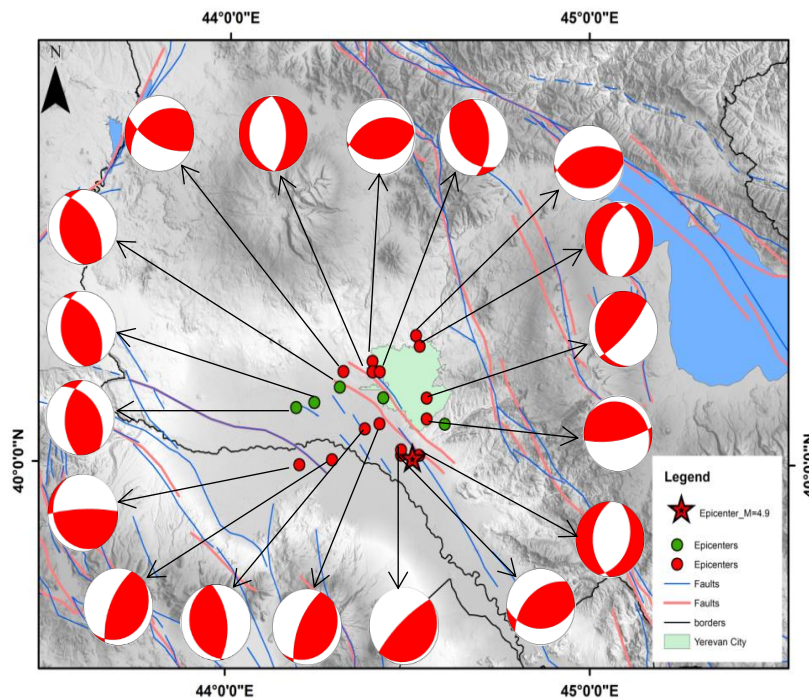 44°0'0"E 45°0'0"E
N
40°0'0"N 40°0'0"N
Legend
Epicenter_M=4.9
Epicenters
Epicenters
Faults
Faults
borders
Yerevan City
44°0'0"E 45°0'0"E